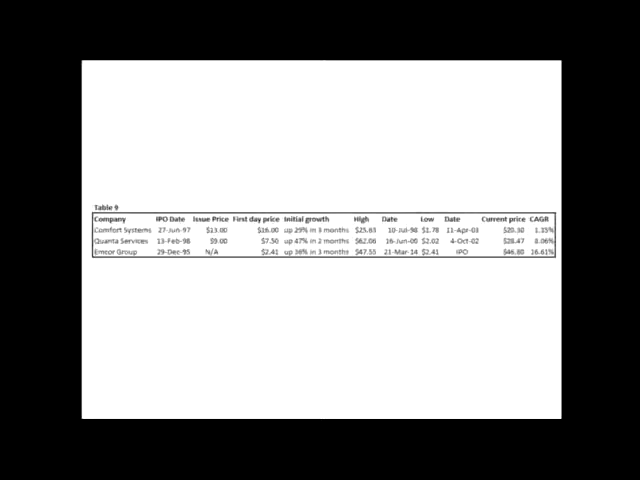 Table 9
Company IPO Date Issue Price First day price Initial growth High Date Low Date Current price CAGR
Comfort Systems 27-Jun-97 $13.00 $16.00 up 29% in 3 months $25.63 10-Jul-98 $1.78 11-Apr-03 $20.30 1.15%
Quanta Services 13-Feb-98 $9.00 $7.50 up 47% in 2 months $62.06 16-Jun-00 $2.02 4-Oct-02 $28.47 8.06%
Emcor Group 29-Dec-95 N/A $2.41 up 36% in 3 months $47.55 21-Mar-14 $2.41 IPO $46.80 16.61%